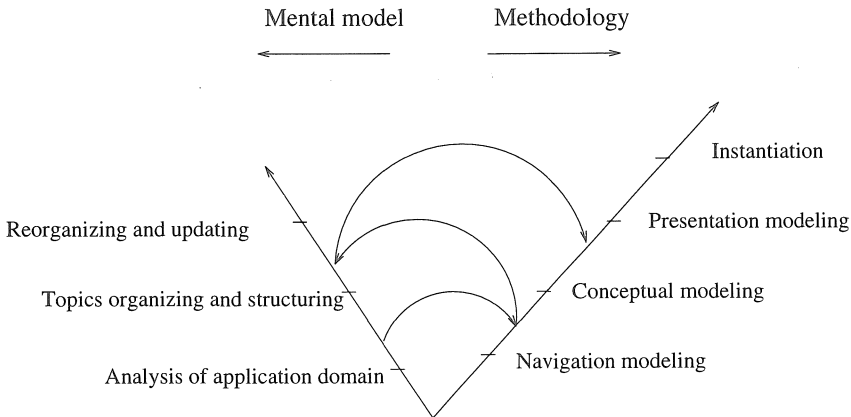 Mental model
Methodology
Instantiation
Presentation modeling
Reorganizing and updating
Conceptual modeling
Topics organizing and structuring
Navigation modeling
Analysis of application domain